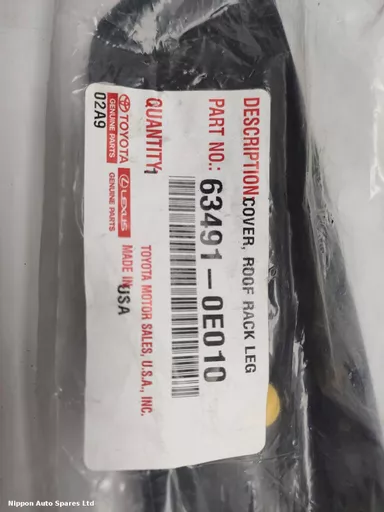 DESCRIPTION: COVER, ROOF RACK LEG
PART NO.: 63491-0E010
QUANTITY: 1
TOYOTA MOTOR SALES, U.S.A., INC.
TOYOTA LEXUS MADE IN USA
GENUINE PARTS GENUINE PARTS
02A9
Nippon Auto Spares Ltd